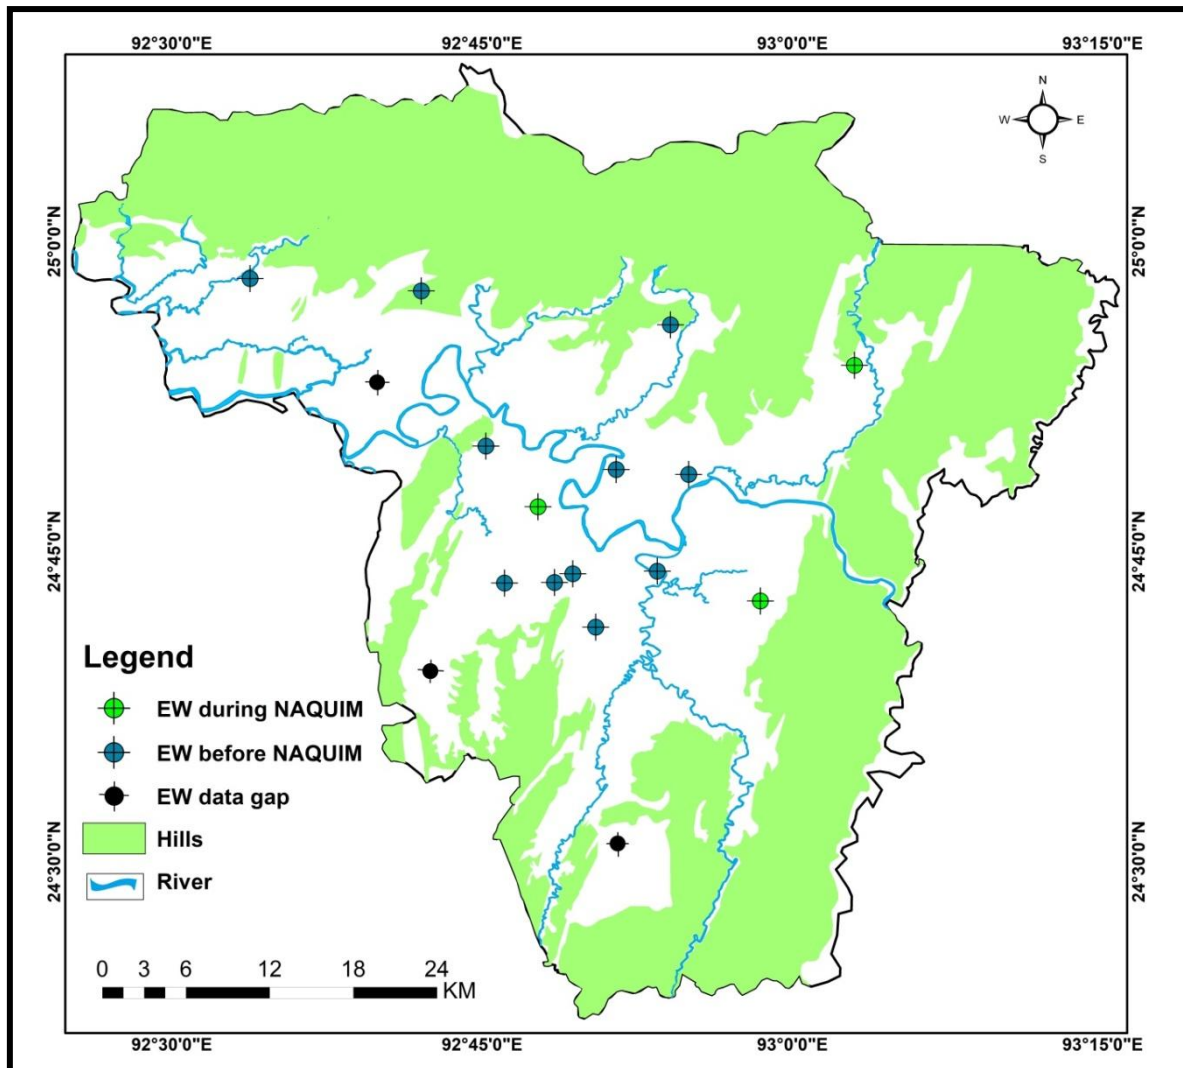 92°30'0"E 92°45'0"E 93°0'0"E 93°15'0"E
N
W E
S
25°0'0"N 25°0'0"N
24°45'0"N 24°45'0"N
24°30'0"N 24°30'0"N
Legend
EW during NAQUIM
EW before NAQUIM
EW data gap
Hills
River
0 3 6 12 18 24
KM
92°30'0"E 92°45'0"E 93°0'0"E 93°15'0"E